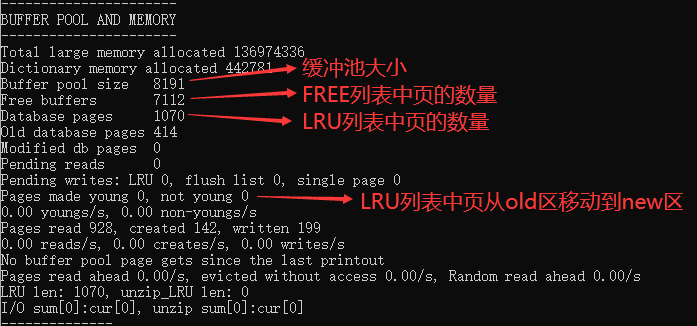 ----------------------
BUFFER POOL AND MEMORY
----------------------
Total large memory allocated 136974336
Dictionary memory allocated 442781
Buffer pool size   8191 缓冲池大小
Free buffers       7112 FREE列表中页的数量
Database pages     1070 LRU列表中页的数量
Old database pages 414
Modified db pages  0
Pending reads      0
Pending writes: LRU 0, flush list 0, single page 0
Pages made young 0, not young 0 LRU列表中页从old区移动到new区
0.00 youngs/s, 0.00 non-youngs/s
Pages read 928, created 142, written 199
0.00 reads/s, 0.00 creates/s, 0.00 writes/s
No buffer pool page gets since the last printout
Pages read ahead 0.00/s, evicted without access 0.00/s, Random read ahead 0.00/s
LRU len: 1070, unzip_LRU len: 0
I/O sum[0]:cur[0], unzip sum[0]:cur[0]
--------------